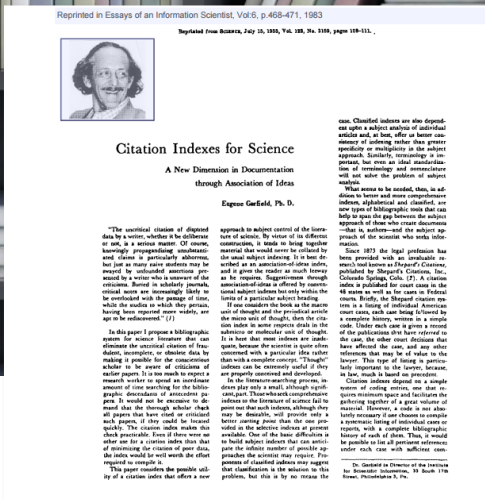 Reprinted in Essays of an Information Scientist, Vol:6, p.468-471, 1983
Reprinted from SCIENCE, July 15, 1955, Vol. 122, No. 3159, pages 108-111.
Citation Indexes for Science
A New Dimension in Documentation
through Association of Ideas
Eugene Garfield, Ph. D.
"The uncritical citation of disputed
data by a writer, whether it be deliberate
or not, is a serious matter. Of course,
knowingly propagandizing unsubstanti-
ated claims is particularly abhorrent,
but just as many naive students may be
swayed by unfounded assertions pre-
sented by a writer who is unaware of the
criticisms. Buried in scholarly journals,
critical notes are increasingly likely to
be overlooked with the passage of time,
while the studies to which they pertain,
having been reported more widely, are
apt to be rediscovered." (1)
In this paper I propose a bibliographic
system for science literature that can
eliminate the uncritical citation of fraud-
ulent, incomplete, or obsolete data by
making it possible for the conscientious
scholar to be aware of criticisms of
earlier papers. It is too much to expect a
research worker to spend an inordinate
amount of time searching for the biblio-
graphic descendants of antecedent pa-
pers. It would not be excessive to de-
mand that the thorough scholar check
all papers that have cited or criticized
such papers, if they could be located
quickly. The citation index makes this
check practicable. Even if there were no
other use for a citation index than that
of minimizing the citation of poor data,
the index would be well worth the effort
required to compile it.
This paper considers the possible util-
ity of a citation index that offers a new
approach to subject control of the litera-
ture of science. By virtue of its different
construction, it tends to bring together
material that would never be collated by
the usual subject indexing. It is best de-
scribed as an association-of-ideas index,
and it gives the reader as much leeway
as he requires. Suggestiveness through
association-of-ideas is offered by conven-
tional subject indexes but only within the
limits of a particular subject heading.
If one considers the book as the macro
unit of thought and the periodical article
the micro unit of thought, then the cita-
tion index in some respects deals in the
submicro or molecular unit of thought.
It is here that most indexes are inade-
quate, because the scientist is quite often
concerned with a particular idea rather
than with a complete concept. "Thought"
indexes can be extremely useful if they
are properly conceived and developed.
In the literature-searching process, in-
dexes play only a small, although signifi-
cant, part. Those who seek comprehensive
indexes to the literature of science fail to
point out that such indexes, although they
may be desirable, will provide only a
better starting point than the one pro-
vided in the selective indexes at present
available. One of the basic difficulties is
to build subject indexes that can antici-
pate the infinite number of possible ap-
proaches the scientist may require. Pro-
ponents of classified indexes may suggest
that classification is the solution to this
problem, but this is by no means the
case. Classified indexes are also depend-
ent upon a subject analysis of individual
articles and, at best, offer us better con-
sistency of indexing rather than greater
specificity or multiplicity in the subject
approach. Similarly, terminology is im-
portant, but even an ideal standardiza-
tion of terminology and nomenclature
will not solve the problem of subject
analysis.
What seems to be needed, then, in ad-
dition to better and more comprehensive
indexes, alphabetical and classified, are
new types of bibliographic tools that can
help to span the gap between the subject
approach of those who create documents
—that is, authors—and the subject ap-
proach of the scientist who seeks infor-
mation.
Since 1873 the legal profession has
been provided with an invaluable re-
search tool known as Shepard's Citations,
published by Shepard's Citations, Inc.,
Colorado Springs, Colo. (2). A citation
index is published for court cases in the
48 states as well as for cases in Federal
courts. Briefly, the Shepard citation sys-
tem is a listing of individual American
court cases, each case being followed by
a complete history, written in a simple
code. Under each case is given a record
of the publications that have referred to
the case, the other court decisions that
have affected the case, and any other
references that may be of value to the
lawyer. This type of listing is particu-
larly important to the lawyer, because,
in law, much is based on precedent.
Citation indexes depend on a simple
system of coding entries, one that re-
quires minimum space and facilitates the
gathering together of a great volume of
material. However, a code is not abso-
lutely necessary if one chooses to compile
a systematic listing of individual cases or
reports, with a complete bibliographic
history of each of them. Thus, it would
be possible to list all pertinent references
under each case with sufficient com-
Dr. Garfield is Director of the Institute
for Scientific Information, 33 South 17th
Street, Philadelphia 3, Pa.